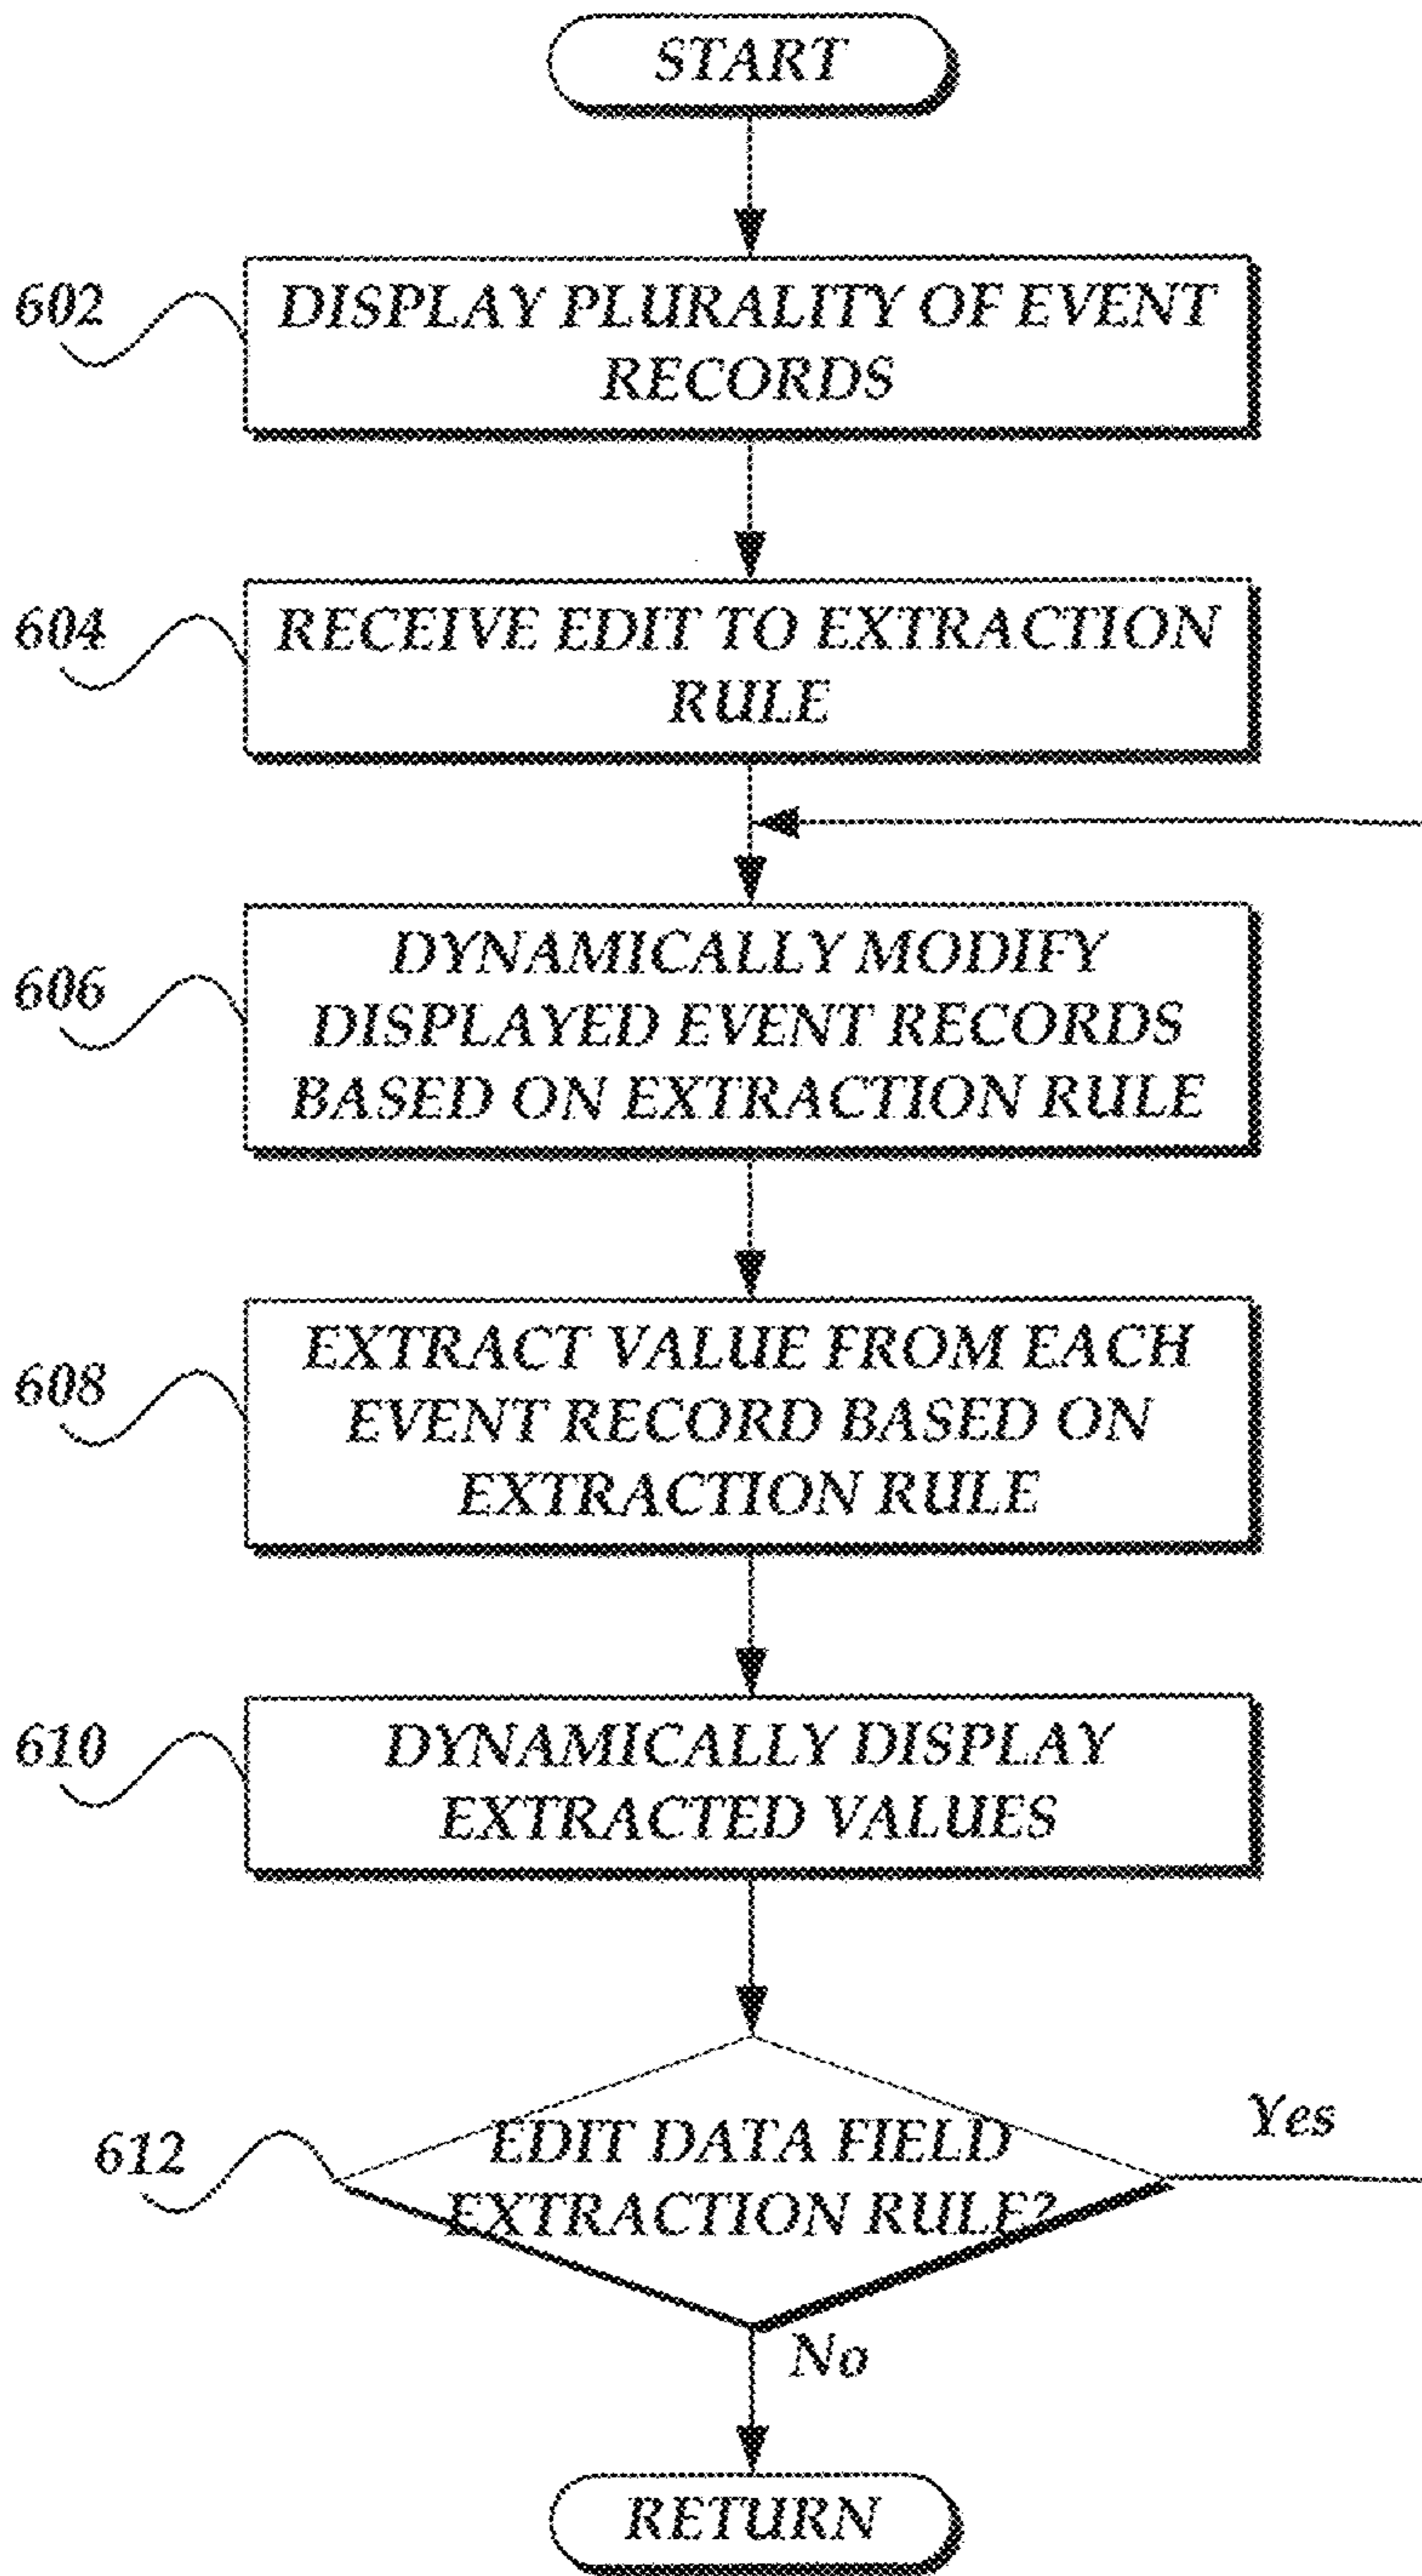 START
602
DISPLAY PLURALITY OF EVENT
RECORDS
604
RECEIVE EDIT TO EXTRACTION
RULE
606
DYNAMICALLY MODIFY
DISPLAYED EVENT RECORDS
BASED ON EXTRACTION RULE
608
EXTRACT VALUE FROM EACH
EVENT RECORD BASED ON
EXTRACTION RULE
610
DYNAMICALLY DISPLAY
EXTRACTED VALUES
612
EDIT DATA FIELD
EXTRACTION RULE?
Yes
No
RETURN